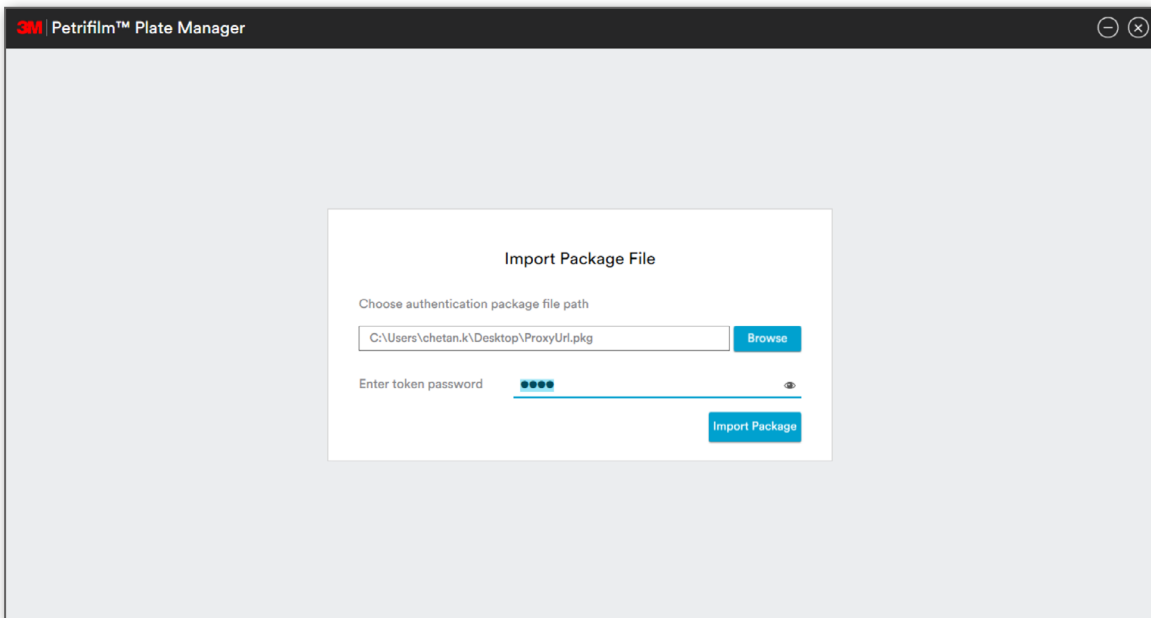 3M Petrifilm™ Plate Manager
Import Package File
Choose authentication package file path
C:\Users\chetan.k\Desktop\ProxyUrl.pkg Browse
Enter token password ●●●●
Import Package